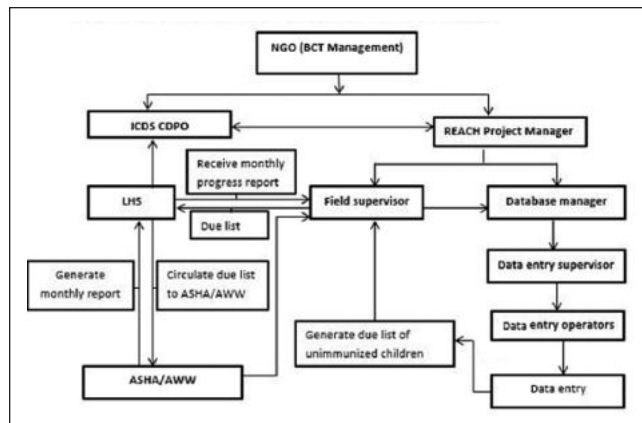 NGO (BCT Management)
ICDS CDPO
REACH Project Manager
Receive monthly
progress report
LHS
Field supervisor
Database manager
Due list
Generate
monthly report
Circulate due list
to ASHA/AWW
Data entry supervisor
Generate due list of
unimmunized children
Data entry operators
ASHA/AWW
Data entry